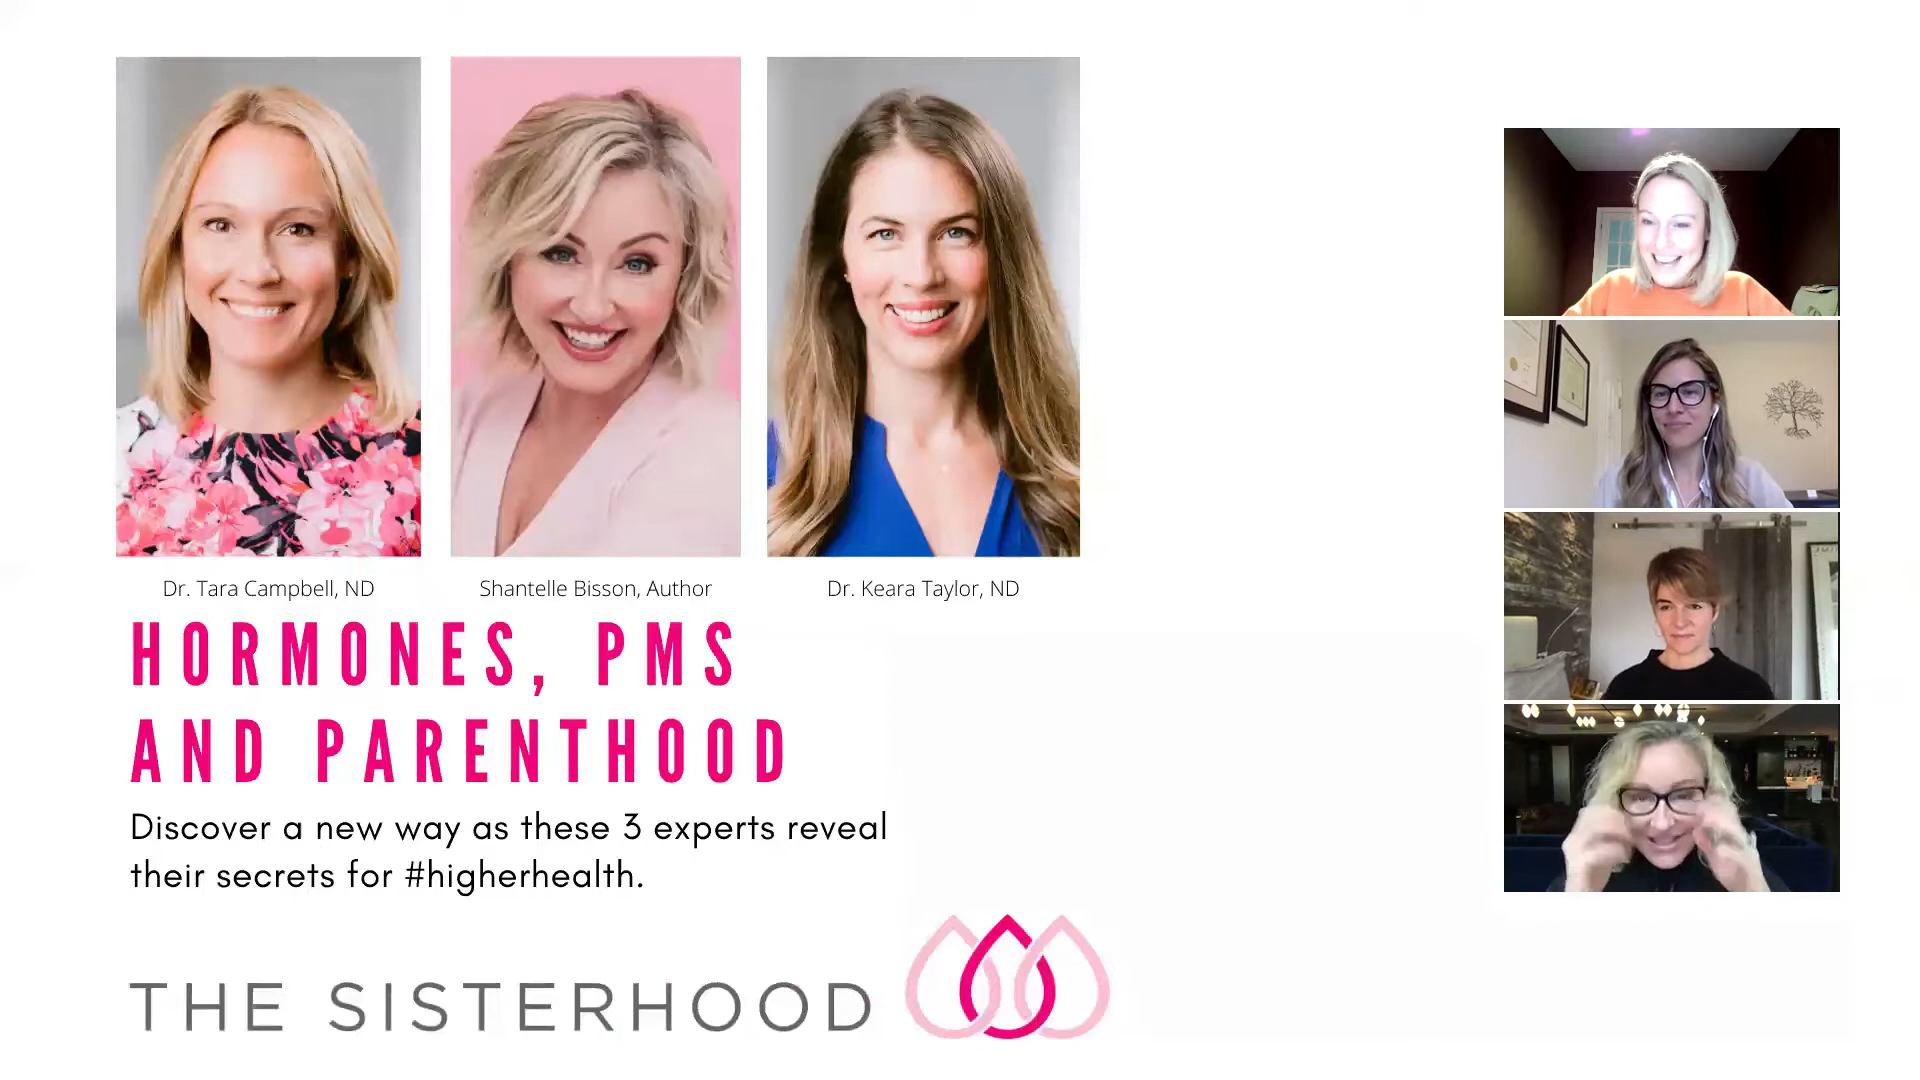 Dr. Tara Campbell, ND
Shantelle Bisson, Author
Dr. Keara Taylor, ND
HORMONES, PMS
AND PARENTHOOD
Discover a new way as these 3 experts reveal
their secrets for #higherhealth.
THE SISTERHOOD